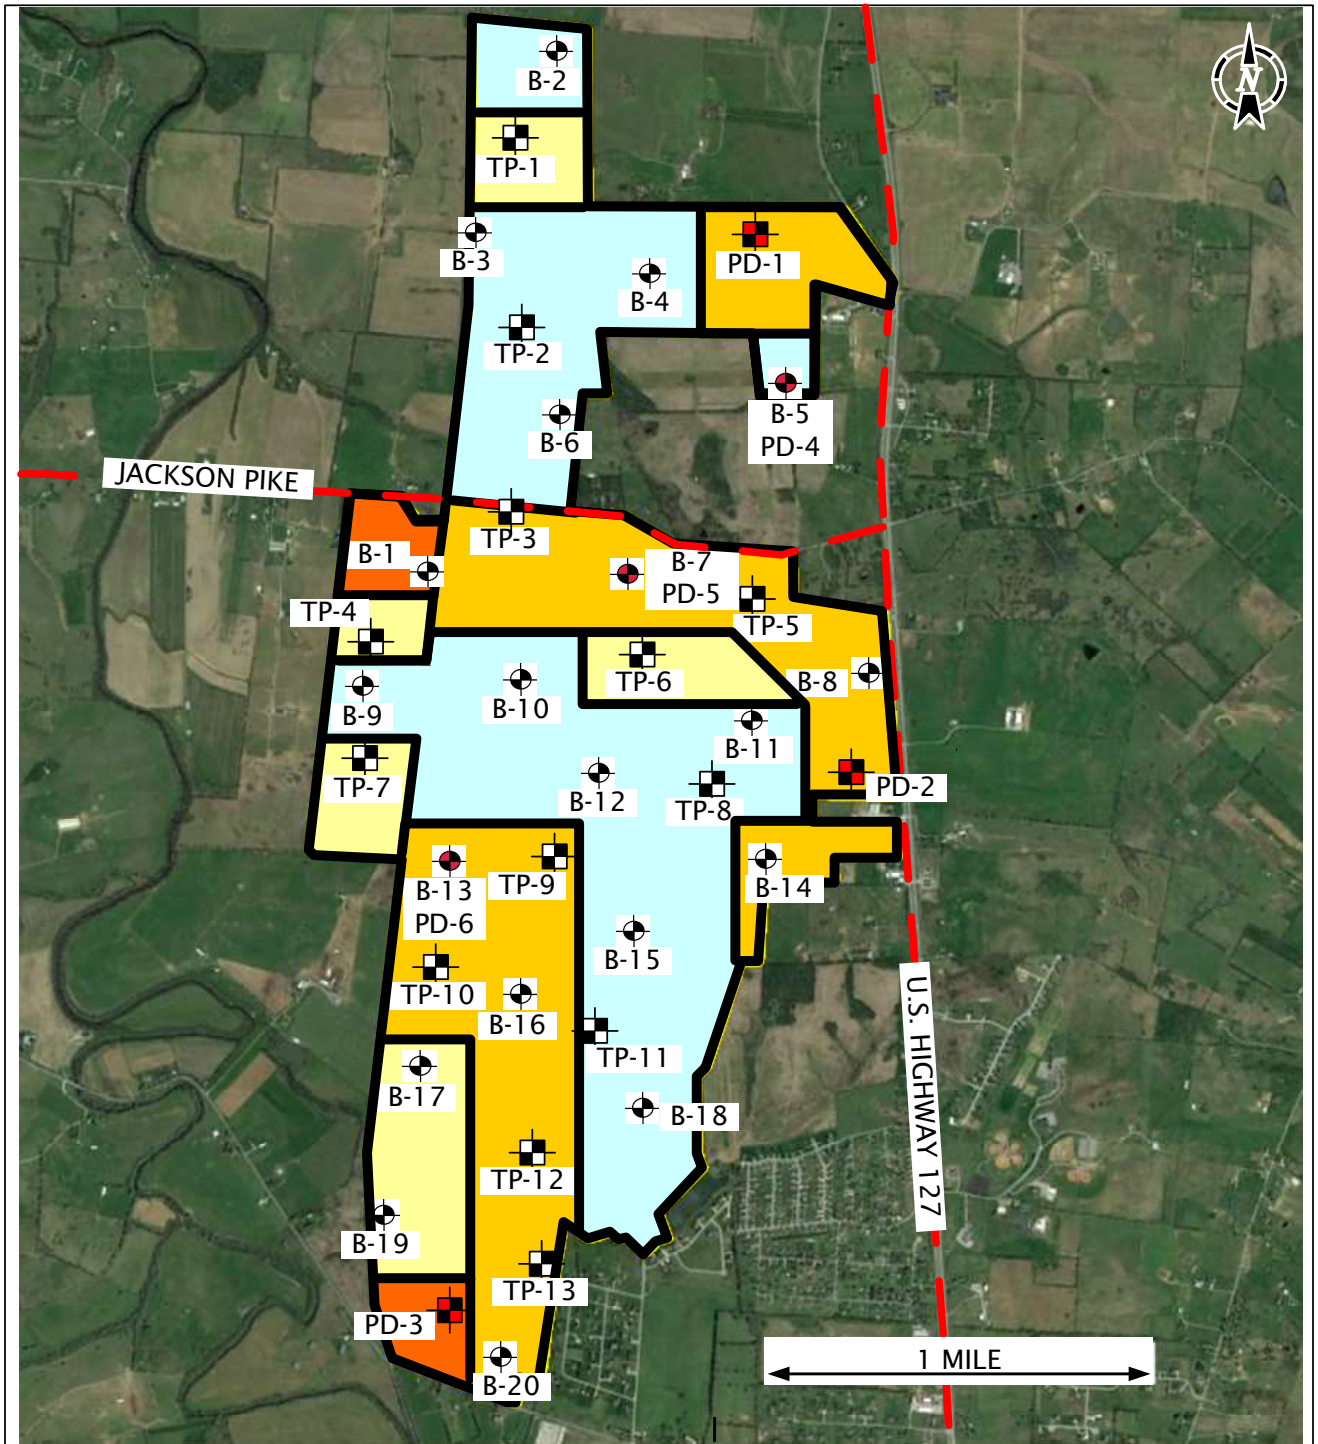 N
B-2
TP-1
B-3
PD-1
B-4
TP-2
B-5
PD-4
B-6
JACKSON PIKE
TP-3
B-1
B-7
PD-5
TP-4
TP-5
TP-6
B-8
B-9
B-10
B-11
TP-7
B-12
TP-8
PD-2
B-13
PD-6
TP-9
B-14
B-15
TP-10
B-16
TP-11
U.S. HIGHWAY 127
B-17
B-18
TP-12
B-19
TP-13
PD-3
1 MILE
B-20